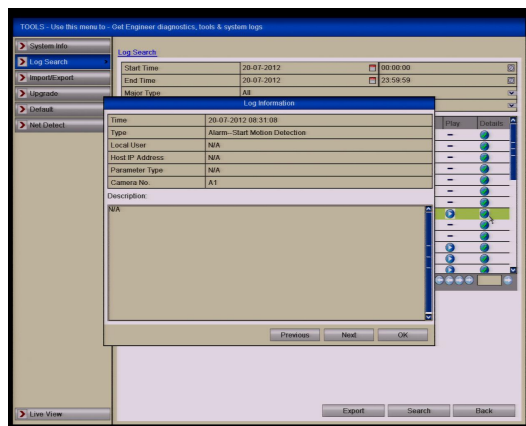 TOOLS - Use this menu to - Get Engineer diagnostics, tools & system logs
System Info
Log Search
Import/Export
Upgrade
Default
Net Detect
Live View
Log Search
Start Time 20-07-2012 00:00:00
End Time 20-07-2012 23:59:59
Major Type All
Play Details
Log Information
Time 20-07-2012 08:31:08
Type Alarm--Start Motion Detection
Local User N/A
Host IP Address N/A
Parameter Type N/A
Camera No. A1
Description:
N/A
Previous Next OK
Export Search Back